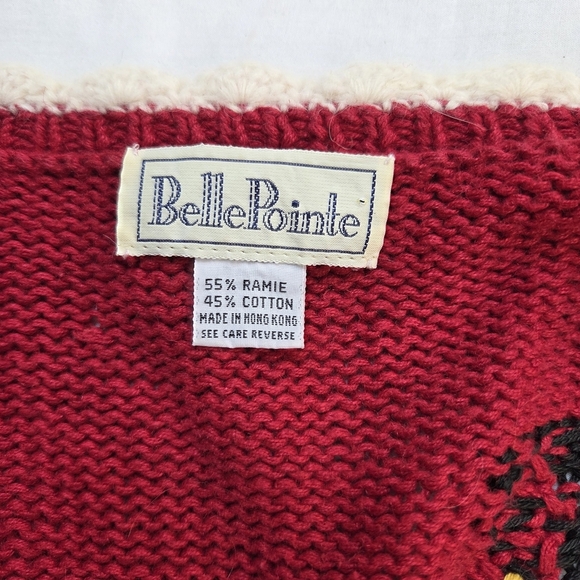 BellePointe
55% RAMIE
45% COTTON
MADE IN HONG KONG
SEE CARE REVERSE